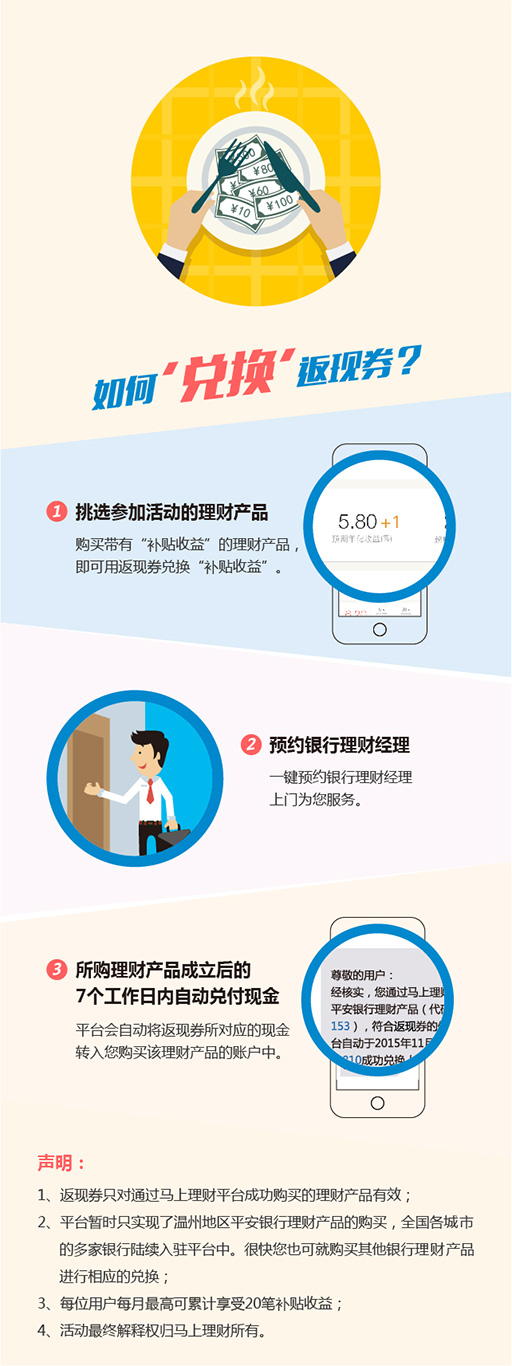 ¥80
¥60
¥10
¥100
如何‘兑换’返现券？
1 挑选参加活动的理财产品
购买带有“补贴收益”的理财产品，
即可用返现券兑换“补贴收益”。
5.80+1
预期年化收益(%)
2 预约银行理财经理
一键预约银行理财经理
上门为您服务。
3 所购理财产品成立后的
7个工作日内自动兑付现金
平台会自动将返现券所对应的现金
转入您购买该理财产品的账户中。
尊敬的用户：
经核实，您通过马上理财
平安银行理财产品（代码
153），符合返现券的
台自动于2015年11月
810成功兑换
声明：
1、返现券只对通过马上理财平台成功购买的理财产品有效；
2、平台暂时只实现了温州地区平安银行理财产品的购买，全国各城市
的多家银行陆续入驻平台中。很快您也可就购买其他银行理财产品
进行相应的兑换；
3、每位用户每月最高可累计享受20笔补贴收益；
4、活动最终解释权归马上理财所有。